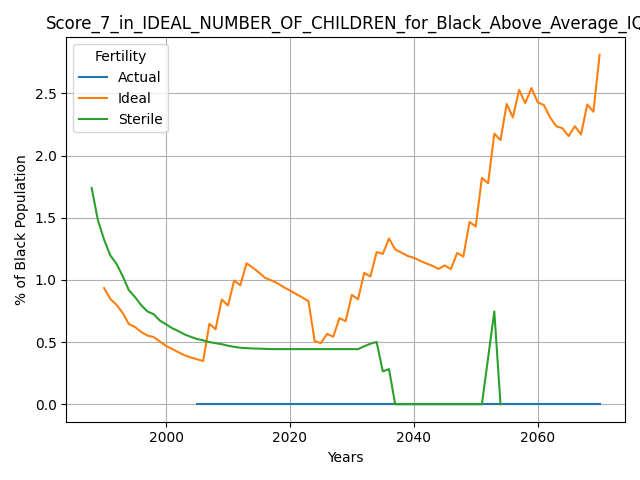 Score_7_in_IDEAL_NUMBER_OF_CHILDREN_for_Black_Above_Average_IQ
Fertility
Actual
Ideal
Sterile
2.5
2.0
1.5
1.0
0.5
0.0
% of Black Population
2000
2020
2040
2060
Years